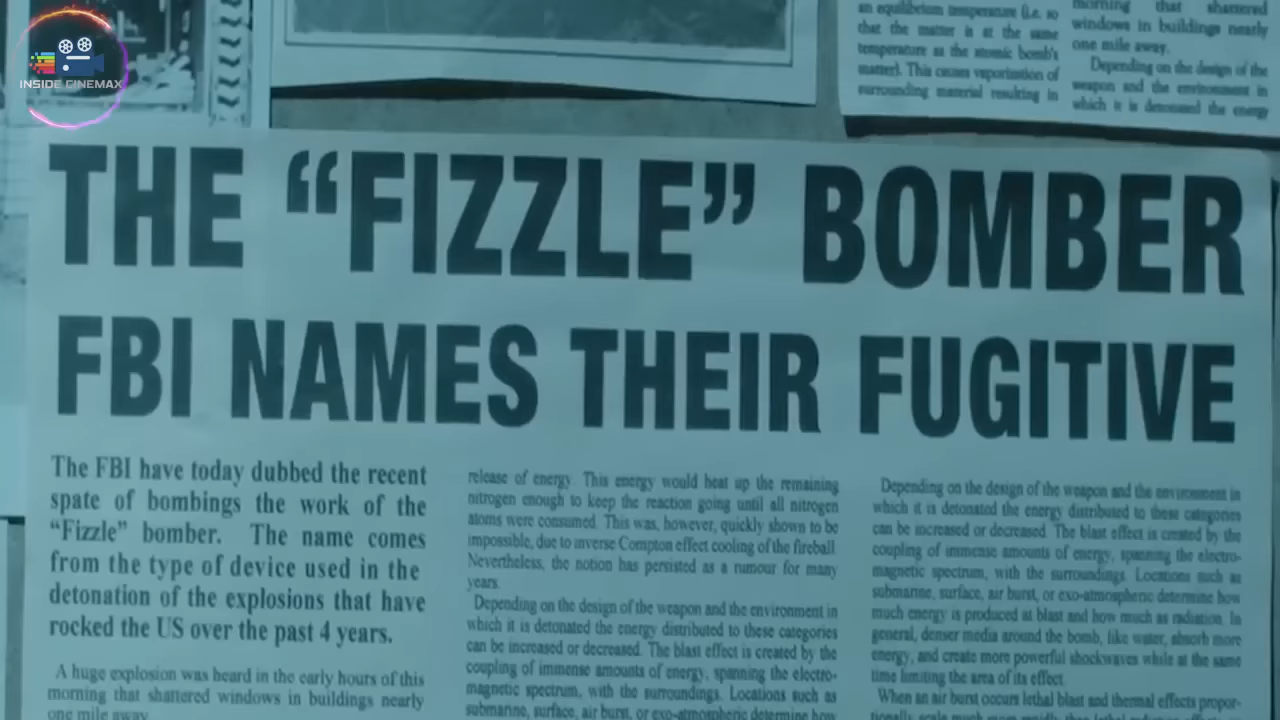 INSIDE CINEMAX
an equilibrium temperature (i.e. so
that the matter is at the same
temperature as the atomic bomb's
matter). This causes vaporization of
surrounding material resulting in
morning that shattered
windows in buildings nearly
one mile away.
Depending on the design of the
weapon and the environment in
which it is detonated the energy
THE “FIZZLE” BOMBER
FBI NAMES THEIR FUGITIVE
The FBI have today dubbed the recent
spate of bombings the work of the
“Fizzle” bomber. The name comes
from the type of device used in the
detonation of the explosions that have
rocked the US over the past 4 years.
A huge explosion was heard in the early hours of this
morning that shattered windows in buildings nearly
one mile away.
release of energy. This energy would heat up the remaining
nitrogen enough to keep the reaction going until all nitrogen
atoms were consumed. This was, however, quickly shown to be
impossible, due to inverse Compton effect cooling of the fireball.
Nevertheless, the notion has persisted as a rumour for many
years.
Depending on the design of the weapon and the environment in
which it is detonated the energy distributed to these categories
can be increased or decreased. The blast effect is created by the
coupling of immense amounts of energy, spanning the electro-
magnetic spectrum, with the surroundings. Locations such as
submarine, surface, air burst, or exo-atmospheric determine how
Depending on the design of the weapon and the environment in
which it is detonated the energy distributed to these categories
can be increased or decreased. The blast effect is created by the
coupling of immense amounts of energy, spanning the electro-
magnetic spectrum, with the surroundings. Locations such as
submarine, surface, air burst, or exo-atmospheric determine how
much energy is produced at blast and how much as radiation. In
general, denser media around the bomb, like water, absorb more
energy, and create more powerful shockwaves while at the same
time limiting the area of its effect.
When an air burst occurs lethal blast and thermal effects propor-
tionally scale much more rapidly than lethal